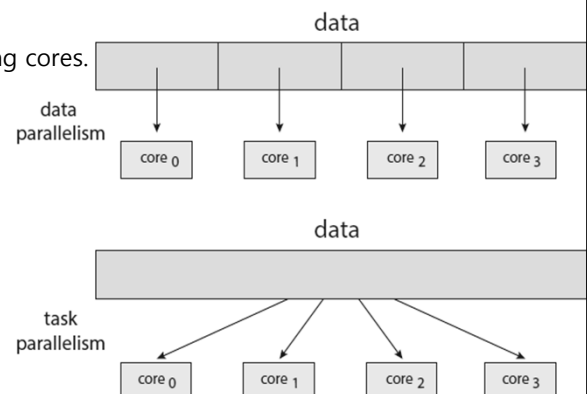 data
g cores.
data
parallelism
core 0 core 1 core 2 core 3
data
task
parallelism
core 0 core 1 core 2 core 3